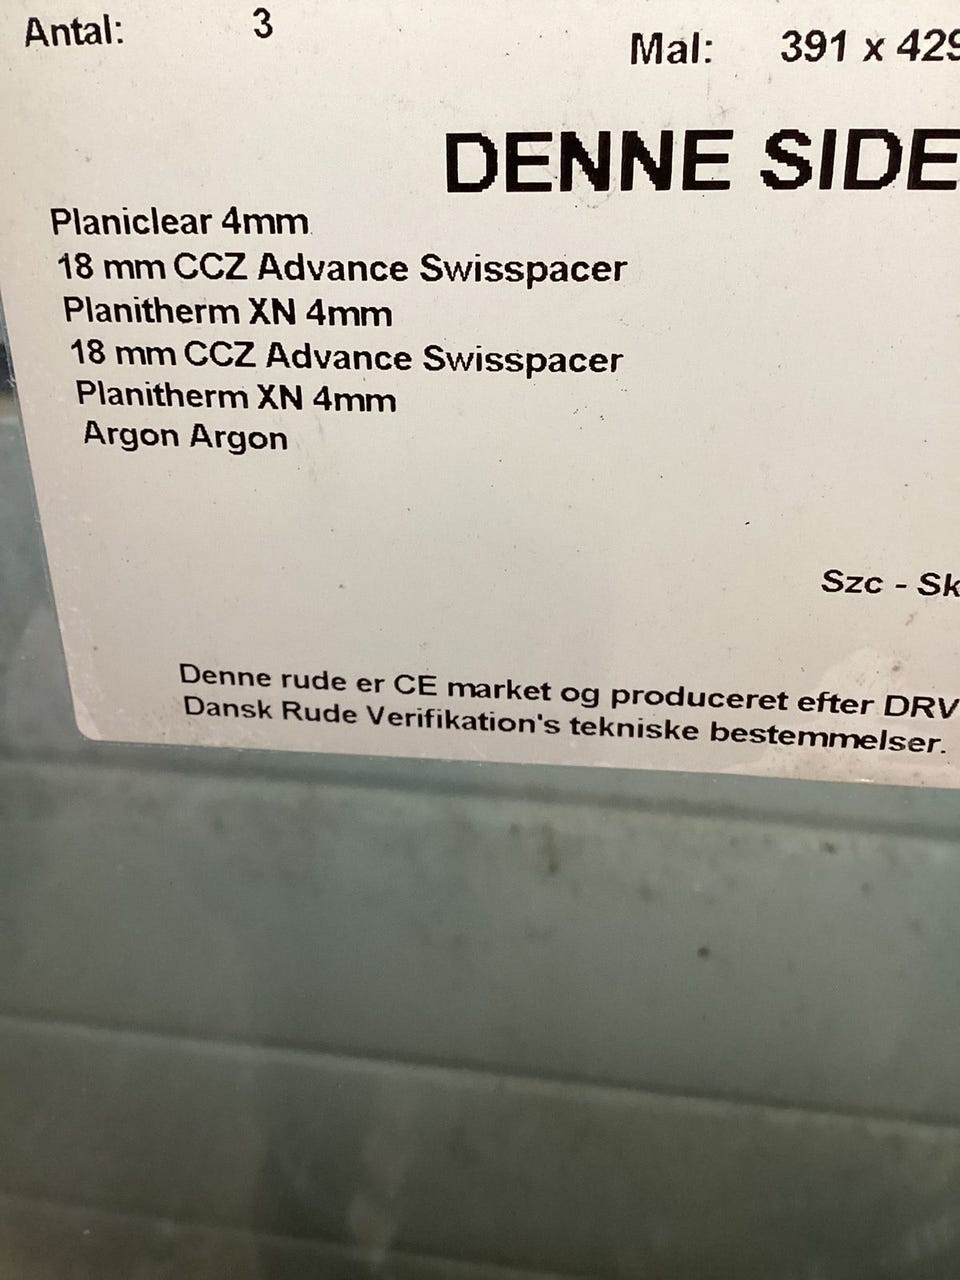 Antal: 3
Mal: 391 x 429
DENNE SIDE
Planiclear 4mm
18 mm CCZ Advance Swisspacer
Planitherm XN 4mm
18 mm CCZ Advance Swisspacer
Planitherm XN 4mm
Argon Argon
Szc - Sk
Denne rude er CE market og produceret efter DRV
Dansk Rude Verifikation's tekniske bestemmelser.